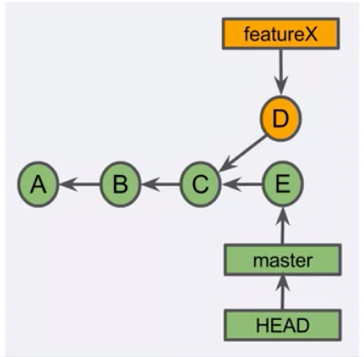 featureX
D
A B C E
master
HEAD